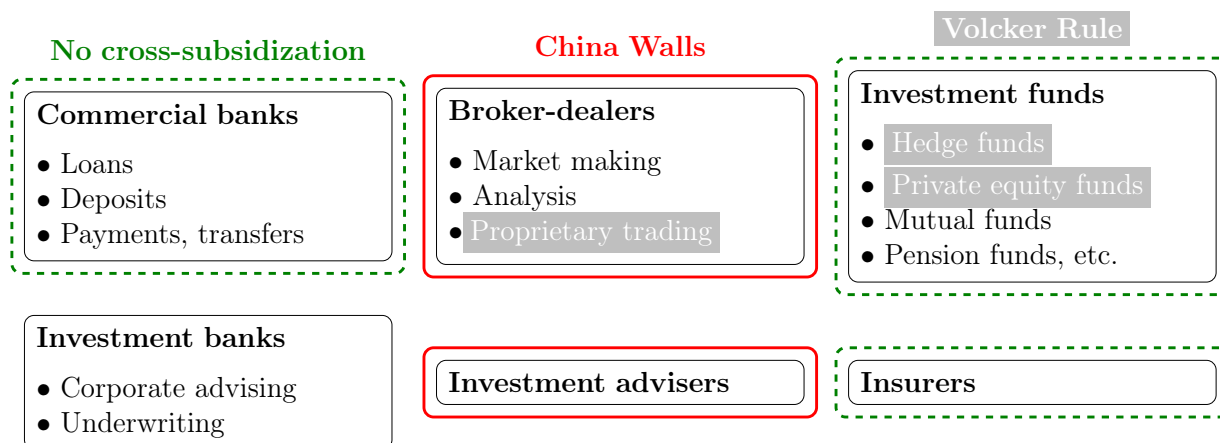 No cross-subsidization
Commercial banks
• Loans
• Deposits
• Payments, transfers
China Walls
Broker-dealers
• Market making
• Analysis
• Proprietary trading
Volcker Rule
Investment funds
• Hedge funds
• Private equity funds
• Mutual funds
• Pension funds, etc.
Investment banks
• Corporate advising
• Underwriting
Investment advisers
Insurers